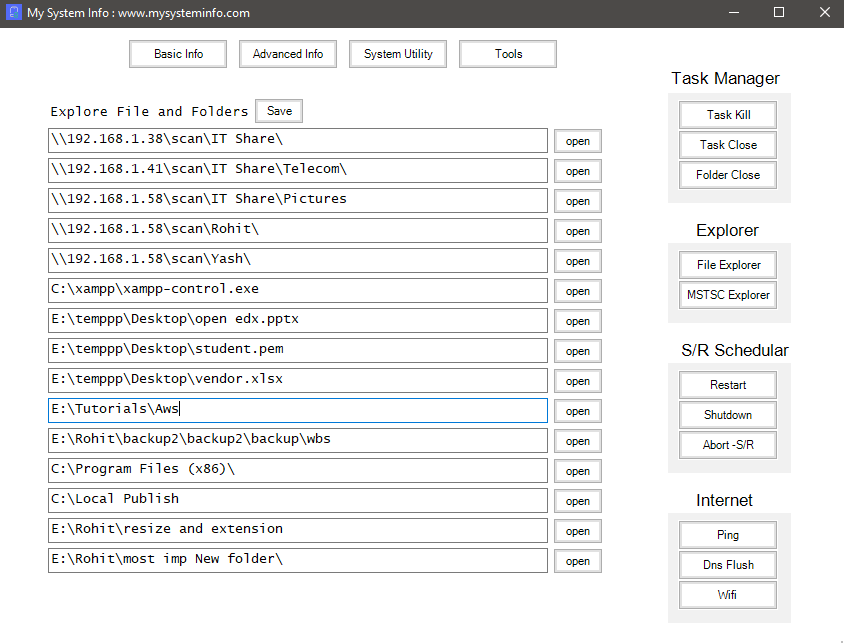 My System Info : www.mysysteminfo.com
Basic Info
Advanced Info
System Utility
Tools
Explore File and Folders
Save
\\192.168.1.38\scan\IT Share\
open
\\192.168.1.41\scan\IT Share\Telecom\
open
\\192.168.1.58\scan\IT Share\Pictures
open
\\192.168.1.58\scan\Rohit\
open
\\192.168.1.58\scan\Yash\
open
C:\xampp\xampp-control.exe
open
E:\temppp\Desktop\open edx.pptx
open
E:\temppp\Desktop\student.pem
open
E:\temppp\Desktop\vendor.xlsx
open
E:\Tutorials\Aws
open
E:\Rohit\backup2\backup2\backup\wbs
open
C:\Program Files (x86)\
open
C:\Local Publish
open
E:\Rohit\resize and extension
open
E:\Rohit\most imp New folder\
open
Task Manager
Task Kill
Task Close
Folder Close
Explorer
File Explorer
MSTSC Explorer
S/R Schedular
Restart
Shutdown
Abort -S/R
Internet
Ping
Dns Flush
Wifi